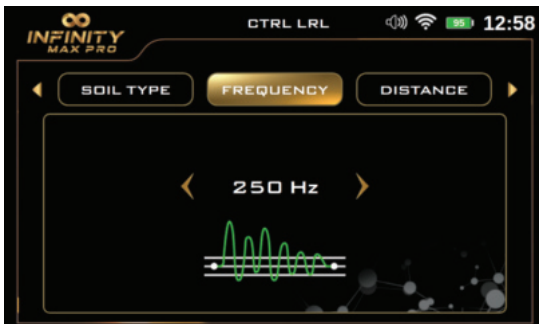 INFINITY
MAX PRO
CTRL LRL
95
12:58
SOIL TYPE
FREQUENCY
DISTANCE
250 Hz